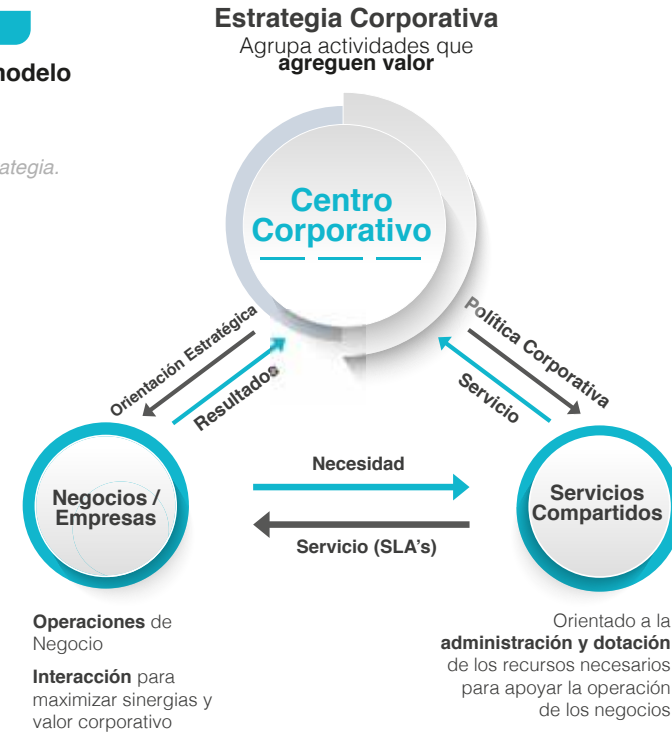 Estrategia Corporativa
Agrupa actividades que
agreguen valor
modelo
ategia.
Centro
Corporativo
Orientación Estratégica
Resultados
Política Corporativa
Servicio
Negocios /
Empresas
Necesidad
Servicio (SLA's)
Servicios
Compartidos
Operaciones de
Negocio
Interacción para
maximizar sinergias y
valor corporativo
Orientado a la
administración y dotación
de los recursos necesarios
para apoyar la operación
de los negocios